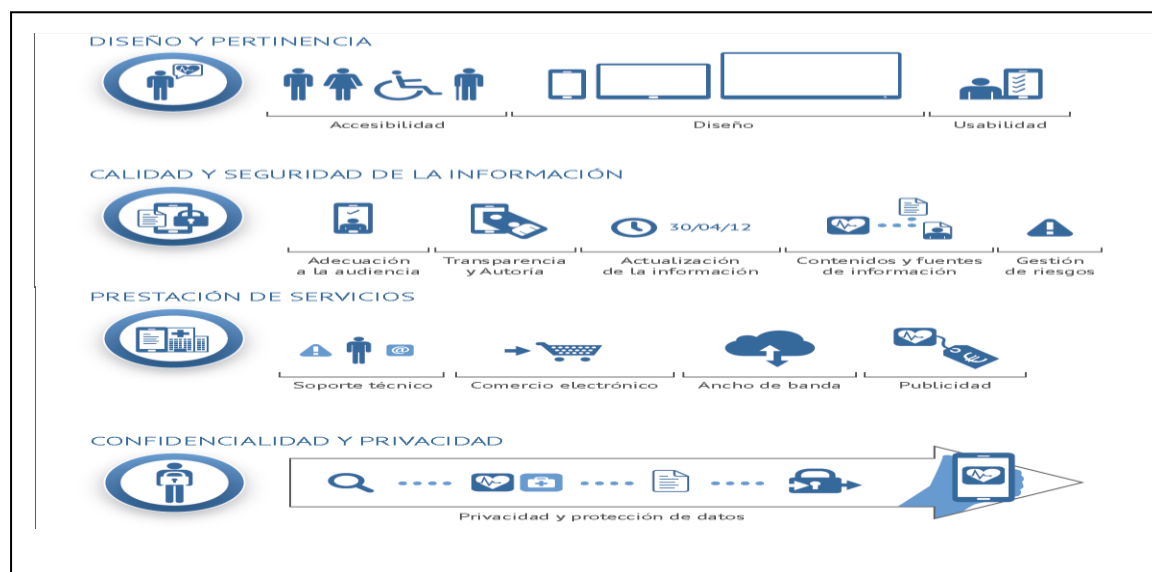 DISEÑO Y PERTINENCIA
Accesibilidad
Diseño
Usabilidad
CALIDAD Y SEGURIDAD DE LA INFORMACIÓN
30/04/12
Adecuación
a la audiencia
Transparencia
y Autoría
Actualización
de la información
Contenidos y fuentes
de información
Gestión
de riesgos
PRESTACIÓN DE SERVICIOS
@
Soporte técnico
Comercio electrónico
Ancho de banda
Publicidad
CONFIDENCIALIDAD Y PRIVACIDAD
Privacidad y protección de datos